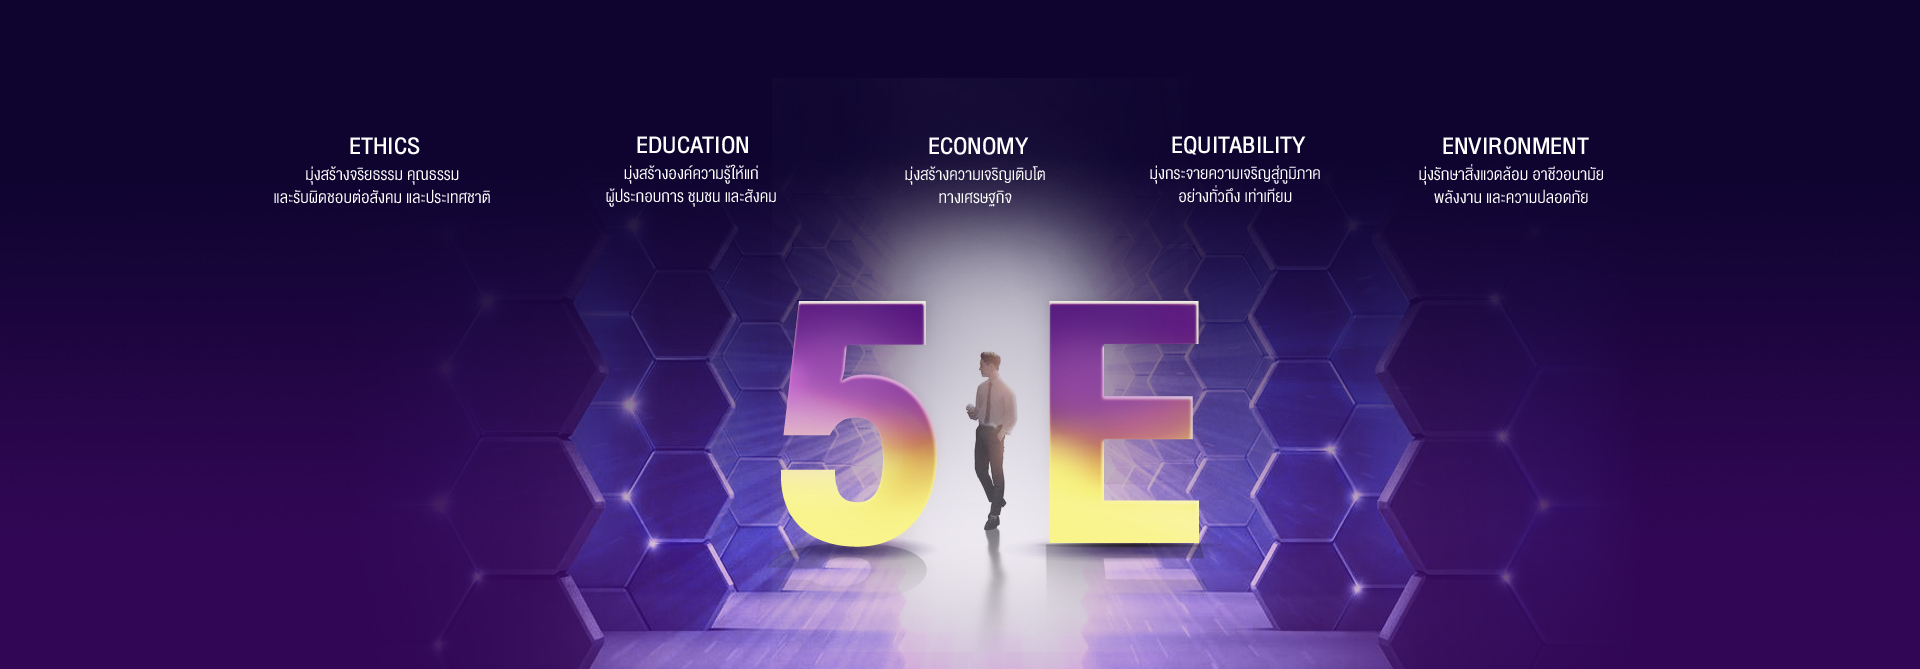 ETHICS
มุ่งสร้างจริยธรรม คุณธรรม
และรับผิดชอบต่อสังคม และประเทศชาติ
EDUCATION
มุ่งสร้างองค์ความรู้ให้แก่
ผู้ประกอบการ ชุมชน และสังคม
ECONOMY
มุ่งสร้างความเจริญเติบโต
ทางเศรษฐกิจ
EQUITABILITY
มุ่งกระจายความเจริญสู่ภูมิภาค
อย่างทั่วถึง เท่าเทียม
ENVIRONMENT
มุ่งรักษาสิ่งแวดล้อม อาชีวอนามัย
พลังงาน และความปลอดภัย
5 E